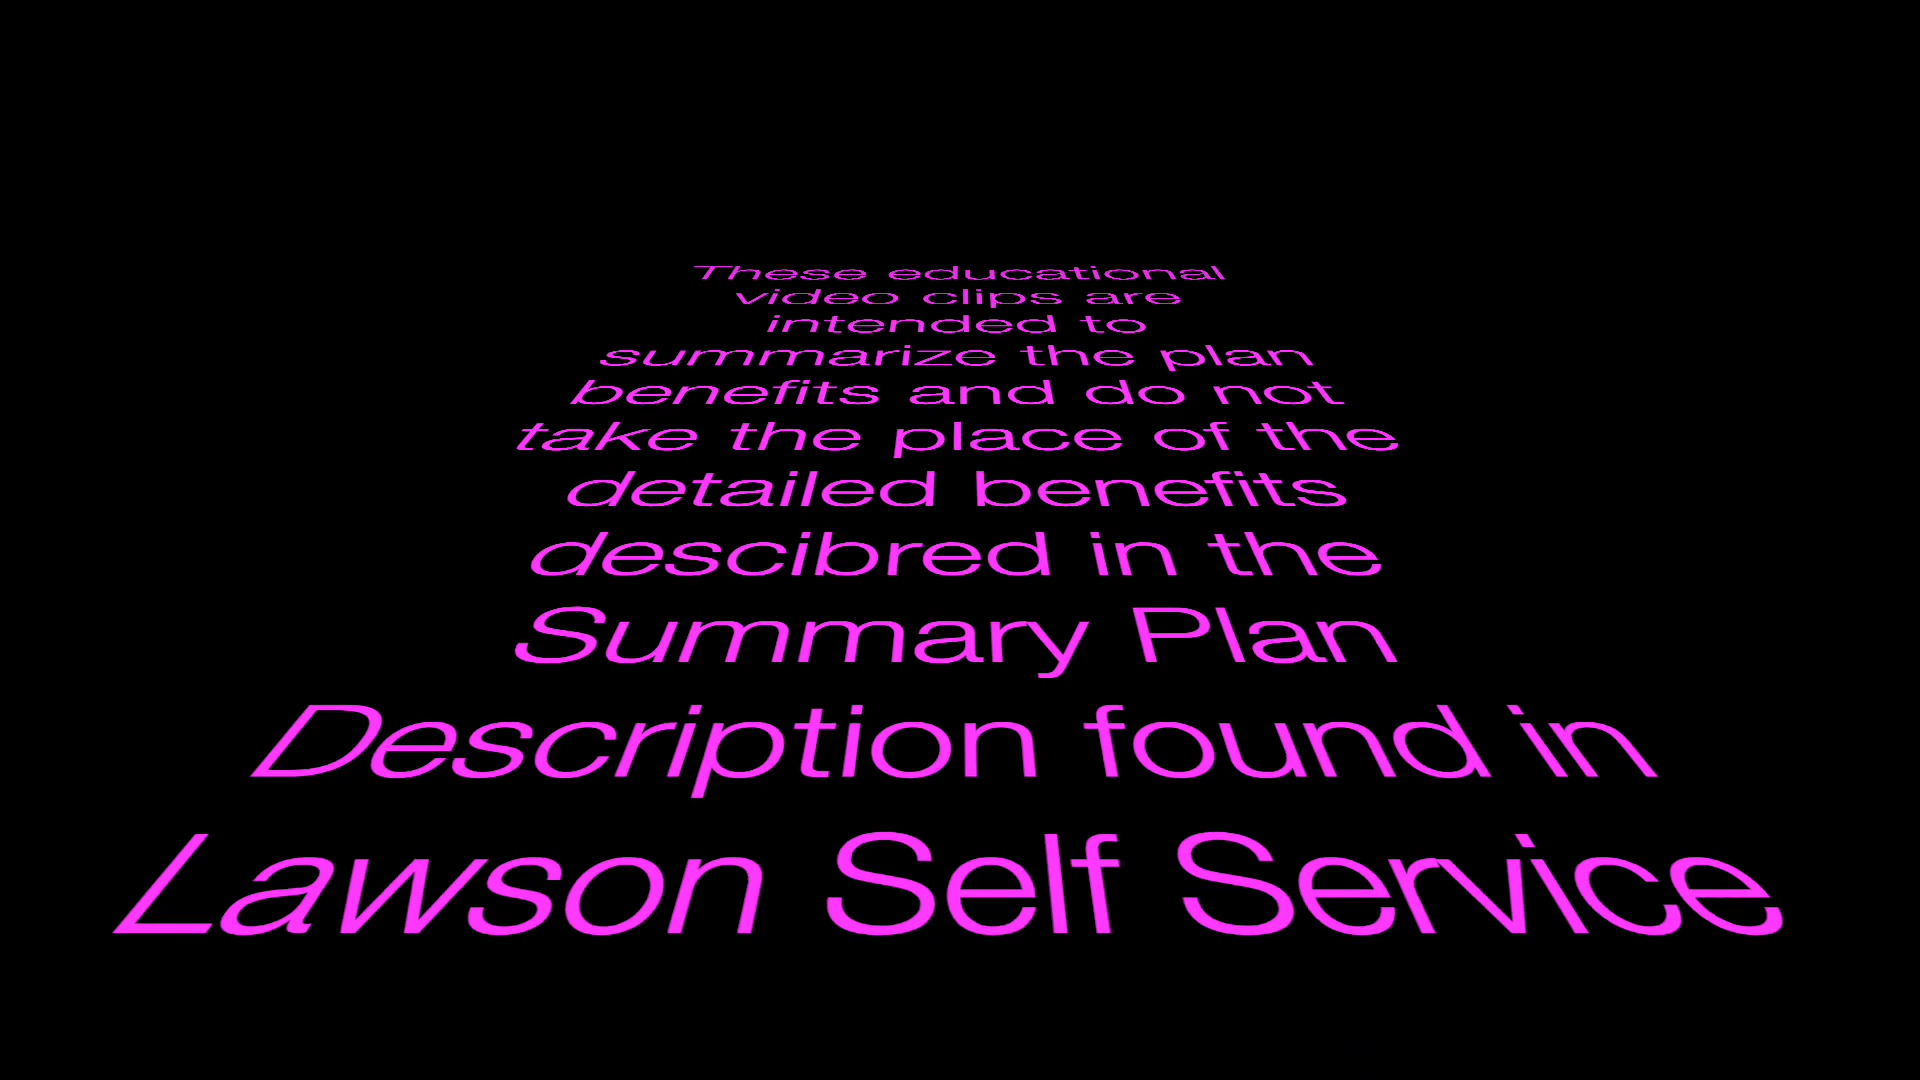 These educational
video clips are
intended to
summarize the plan
benefits and do not
take the place of the
detailed benefits
descibred in the
Summary Plan
Description found in
Lawson Self Service